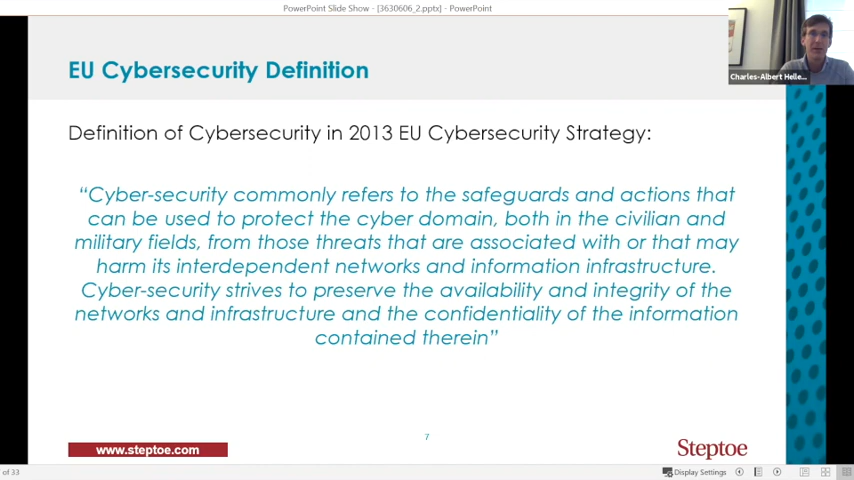 PowerPoint Slide Show - [3630606_2.pptx] - PowerPoint
EU Cybersecurity Definition
Charles-Albert Helle...
Definition of Cybersecurity in 2013 EU Cybersecurity Strategy:
“Cyber-security commonly refers to the safeguards and actions that
can be used to protect the cyber domain, both in the civilian and
military fields, from those threats that are associated with or that may
harm its interdependent networks and information infrastructure.
Cyber-security strives to preserve the availability and integrity of the
networks and infrastructure and the confidentiality of the information
contained therein”
7
www.steptoe.com
Steptoe
of 33
Display Settings